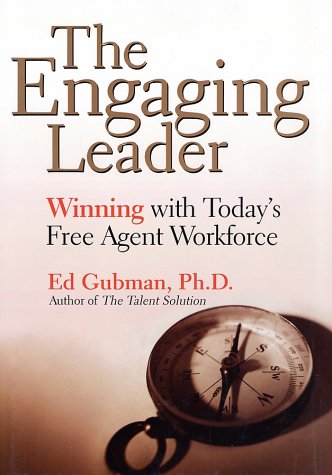 The
Engaging
Leader
Winning with Today's
Free Agent Workforce
Ed Gubman, Ph.D.
Author of The Talent Solution